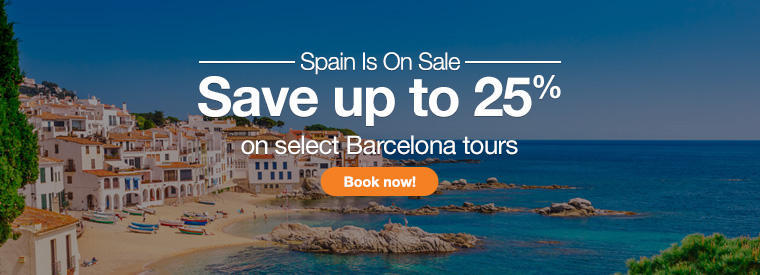 Spain Is On Sale
Save up to 25%
on select Barcelona tours
Book now!